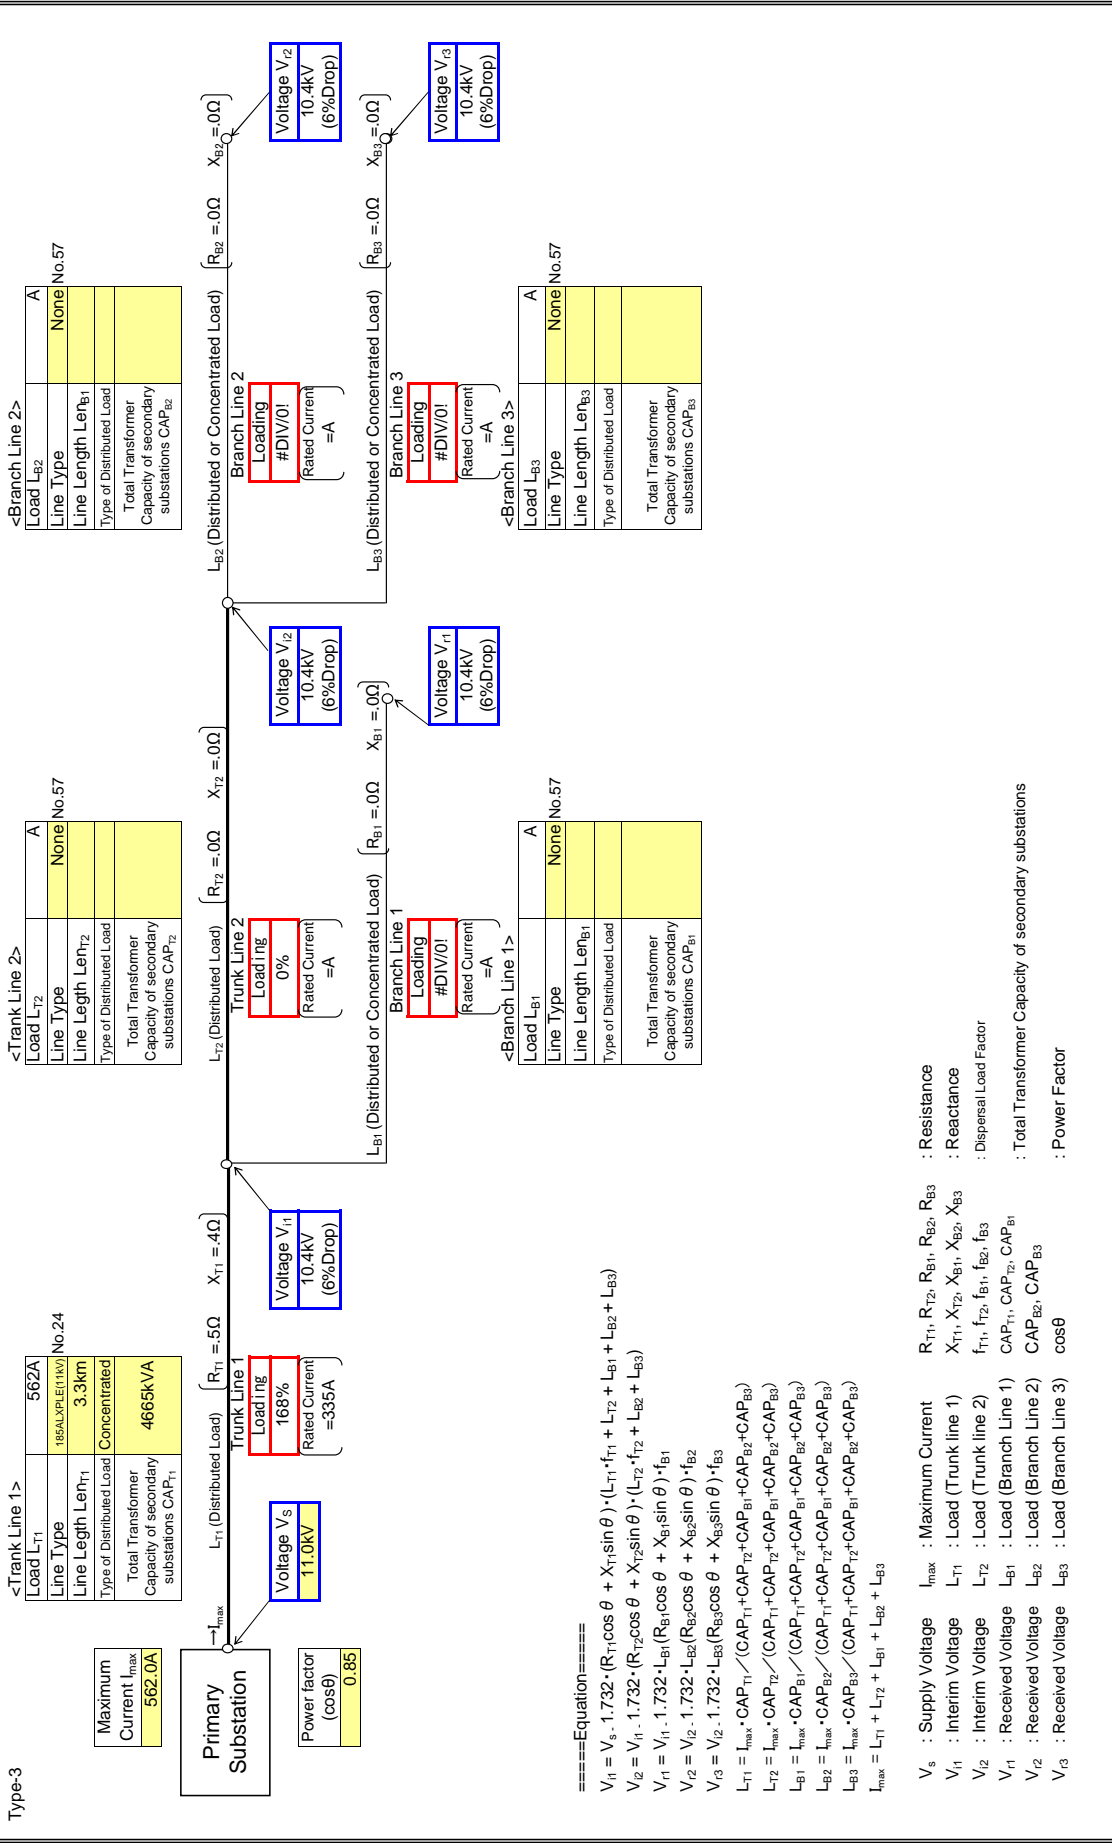 Type-3
Maximum
Current Imax
562.0A
Primary
Substation
Power factor
(cosθ)
0.85
→Imax
Voltage VS
11.0kV
<Trank Line 1>
Load LT1 562A
Line Type 185ALXPLE(11kV) No.24
Line Legth LenT1 3.3km
Type of Distributed Load Concentrated
Total Transformer
Capacity of secondary
substations CAPT1 4665kVA
LT1 (Distributed Load) RT1 =.5Ω XT1 =.4Ω
Trunk Line 1
Loading
168%
Rated Current
=335A
Voltage Vi1
10.4kV
(6%Drop)
<Trank Line 2>
Load LT2 A
Line Type None No.57
Line Length LenT2
Type of Distributed Load
Total Transformer
Capacity of secondary
substations CAPT2
LT2 (Distributed Load) RT2 =.0Ω XT2 =.0Ω
Trunk Line 2
Loading
0%
Rated Current
=A
Voltage Vi2
10.4kV
(6%Drop)
LB1 (Distributed or Concentrated Load) RB1 =.0Ω XB1 =.0Ω
Branch Line 1
Loading
#DIV/0!
Rated Current
=A
Voltage Vr1
10.4kV
(6%Drop)
<Branch Line 1>
Load LB1 A
Line Type None No.57
Line Length LenB1
Type of Distributed Load
Total Transformer
Capacity of secondary
substations CAPB1
<Branch Line 2>
Load LB2 A
Line Type None No.57
Line Length LenB1
Type of Distributed Load
Total Transformer
Capacity of secondary
substations CAPB2
LB2 (Distributed or Concentrated Load) RB2 =.0Ω XB2 =.0Ω
Branch Line 2
Loading
#DIV/0!
Rated Current
=A
Voltage Vr2
10.4kV
(6%Drop)
LB3 (Distributed or Concentrated Load) RB3 =.0Ω XB3 =.0Ω
Branch Line 3
Loading
#DIV/0!
Rated Current
=A
Voltage Vr3
10.4kV
(6%Drop)
<Branch Line 3>
Load LB3 A
Line Type None No.57
Line Length LenB3
Type of Distributed Load
Total Transformer
Capacity of secondary
substations CAPB3
=====Equation=====
Vi1 = Vs - 1.732・(RT1cos θ + XT1sin θ)・(LT1・fT1 + LT2 + LB1 + LB2 + LB3)
Vi2 = Vi1 - 1.732・(RT2cos θ + XT2sin θ)・(LT2・fT2 + LB2 + LB3)
Vr1 = Vi1 - 1.732・LB1(RB1cos θ + XB1sin θ)・fB1
Vr2 = Vi2 - 1.732・LB2(RB2cos θ + XB2sin θ)・fB2
Vr3 = Vi2 - 1.732・LB3(RB3cos θ + XB3sin θ)・fB3
LT1 = Imax・CAPT1／(CAPT1+CAPT2+CAPB1+CAPB2+CAPB3)
LT2 = Imax・CAPT2／(CAPT1+CAPT2+CAPB1+CAPB2+CAPB3)
LB1 = Imax・CAPB1／(CAPT1+CAPT2+CAPB1+CAPB2+CAPB3)
LB2 = Imax・CAPB2／(CAPT1+CAPT2+CAPB1+CAPB2+CAPB3)
LB3 = Imax・CAPB3／(CAPT1+CAPT2+CAPB1+CAPB2+CAPB3)
Imax = LT1 + LT2 + LB1 + LB2 + LB3
Vs : Supply Voltage Imax : Maximum Current RT1, RT2, RB1, RB2, RB3 : Resistance
Vi1 : Interim Voltage LT1 : Load (Trunk line 1) XT1, XT2, XB1, XB2, XB3 : Reactance
Vi2 : Interim Voltage LT2 : Load (Trunk line 2) fT1, fT2, fB1, fB2, fB3 : Dispersal Load Factor
Vr1 : Received Voltage LB1 : Load (Branch Line 1) CAPT1, CAPT2, CAPB1 : Total Transformer Capacity of secondary substations
Vr2 : Received Voltage LB2 : Load (Branch Line 2) CAPB2, CAPB3
Vr3 : Received Voltage LB3 : Load (Branch Line 3) cosθ : Power Factor